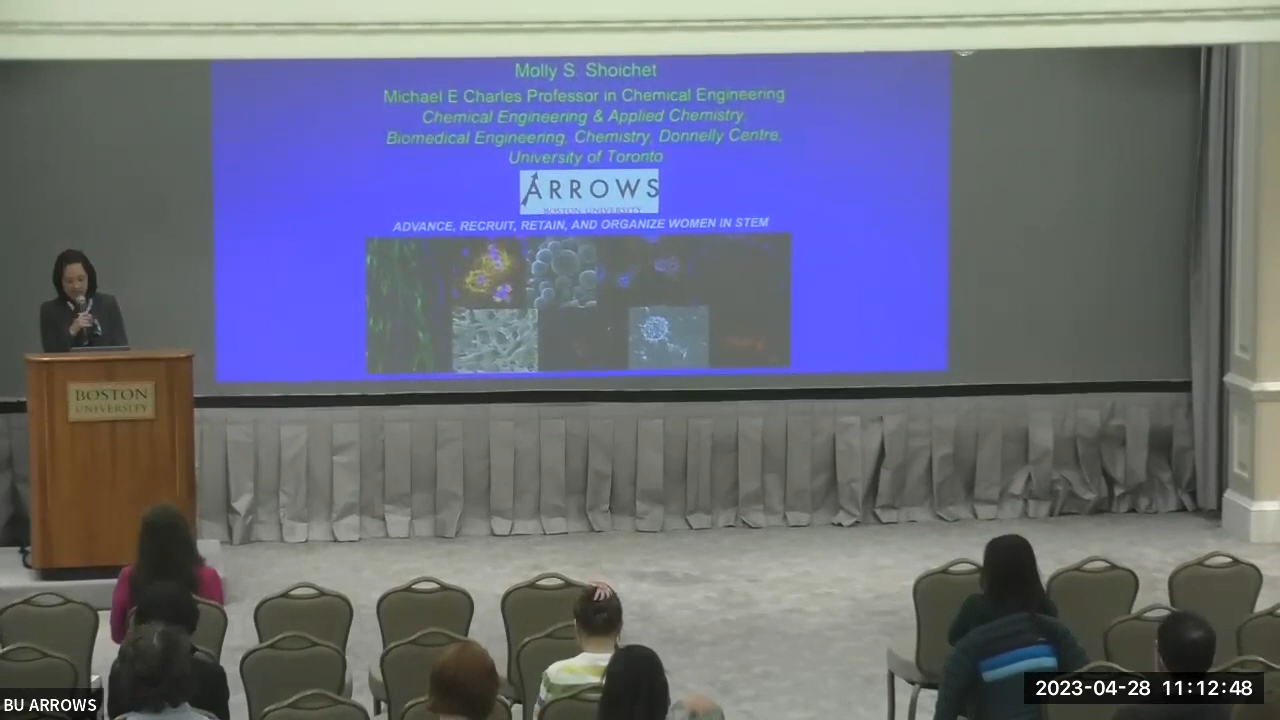 Molly S. Shoichet
Michael E Charles Professor in Chemical Engineering
Chemical Engineering & Applied Chemistry,
Biomedical Engineering, Chemistry, Donnelly Centre,
University of Toronto
ARROWS
BOSTON UNIVERSITY
ADVANCE, RECRUIT, RETAIN, AND ORGANIZE WOMEN IN STEM
BOSTON
UNIVERSITY
BU ARROWS
2023-04-28 11:12:48